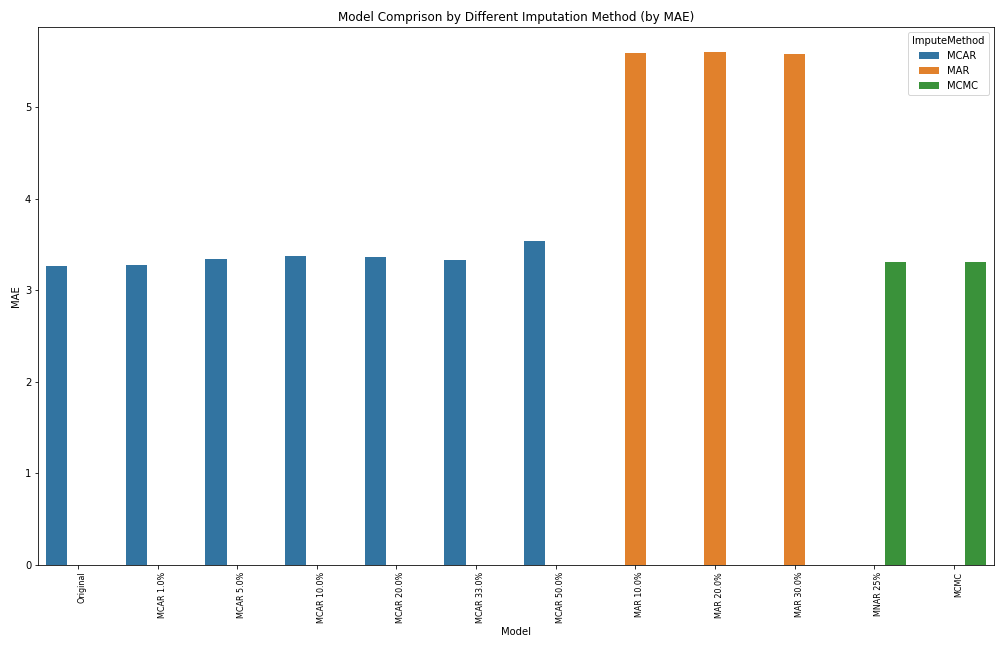 Model Comprison by Different Imputation Method (by MAE)
ImputeMethod
MCAR
MAR
MCMC
MAE
5
4
3
2
1
0
Original
MCAR 1.0%
MCAR 5.0%
MCAR 10.0%
MCAR 20.0%
MCAR 33.0%
MCAR 50.0%
MAR 10.0%
MAR 20.0%
MAR 30.0%
MNAR 25%
MCMC
Model